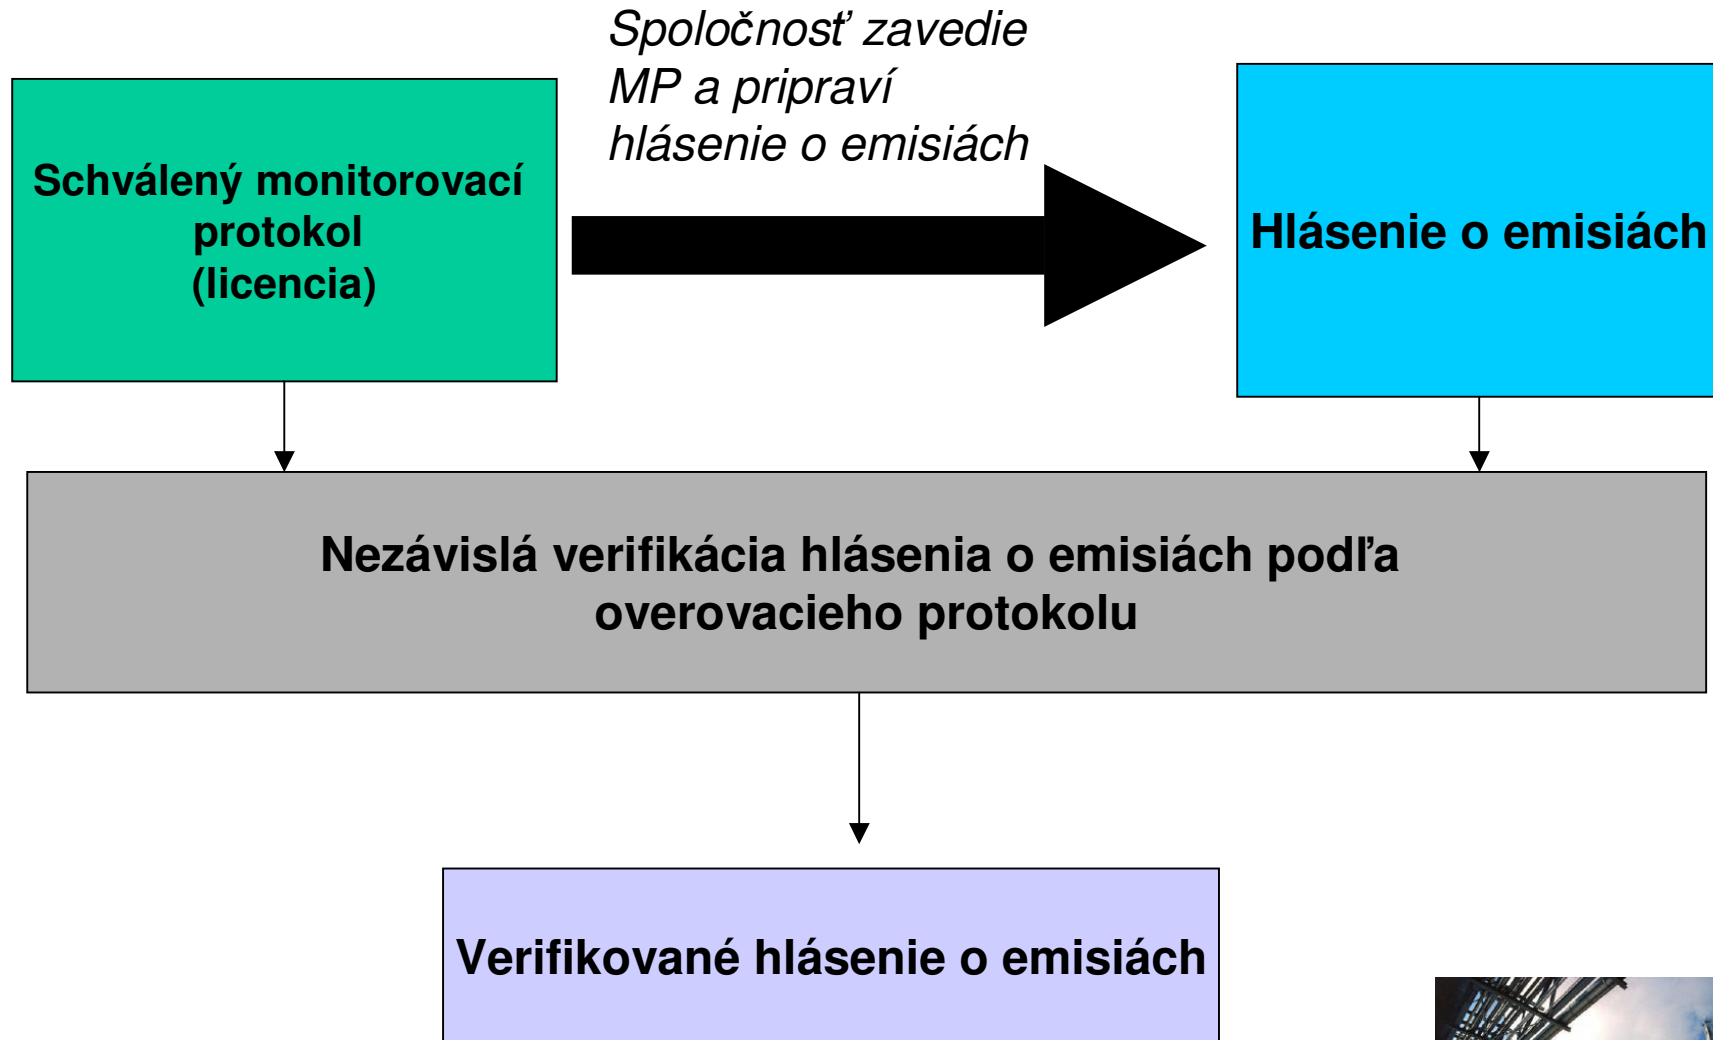 Spoločnosť zavedie
MP a pripraví
hlásenie o emisiách
Schválený monitorovací
protokol
(licencia)
Hlásenie o emisiách
Nezávislá verifikácia hlásenia o emisiách podľa
overovacieho protokolu
Verifikované hlásenie o emisiách